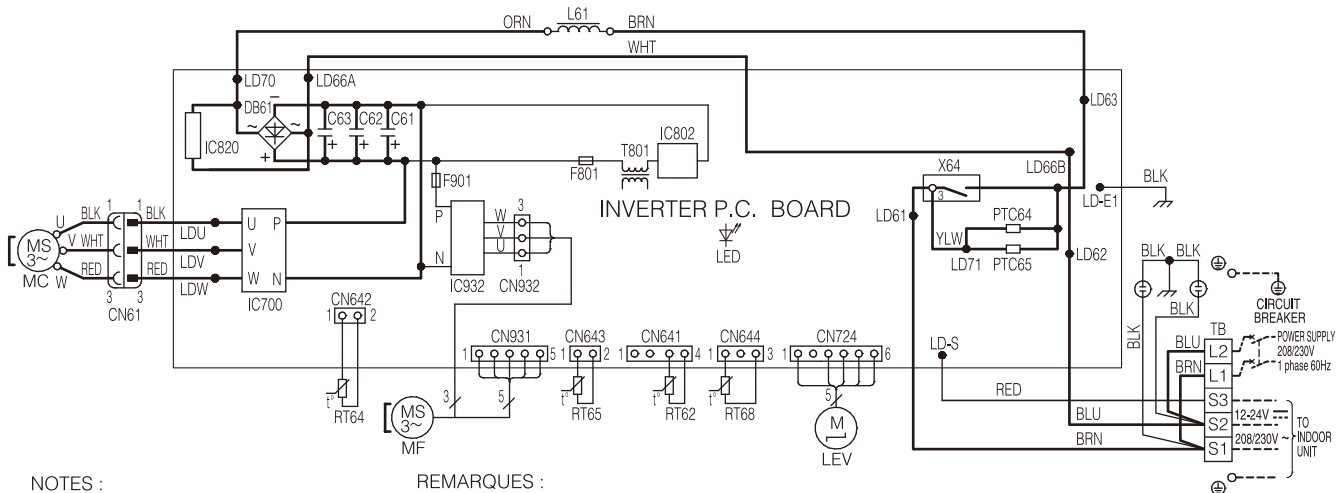 L61
ORN
BRN
WHT
LD70
LD66A
LD63
DB61
−
~
~
+
C63
C62
C61
+
+
+
IC820
IC802
T801
F801
F901
X64
3
LD66B
BLK
LD-E1
LD61
PTC64
YLW
LD71
PTC65
LD62
INVERTER P.C. BOARD
LED
U
BLK
1
1
BLK
LDU
U
P
MS
3~
V
WHT
WHT
LDV
V
MC
W
RED
RED
LDW
W
N
3
3
CN61
IC700
P
N
W
V
U
3
1
IC932
CN932
CN642
1
2
CN931
1
5
CN643
1
2
CN641
1
4
CN644
1
3
CN724
1
6
LD-S
t°
RT64
3
5
MS
3~
MF
t°
RT65
t°
RT62
t°
RT68
5
M
LEV
RED
BLU
BRN
BLK
BLK
BLK
BLK
CIRCUIT
BREAKER
TB
BLU
L2
POWER SUPPLY
208/230V
1 phase 60Hz
BRN
L1
S3
12-24V
S2
208/230V ~
S1
TO
INDOOR
UNIT
NOTES :
REMARQUES :